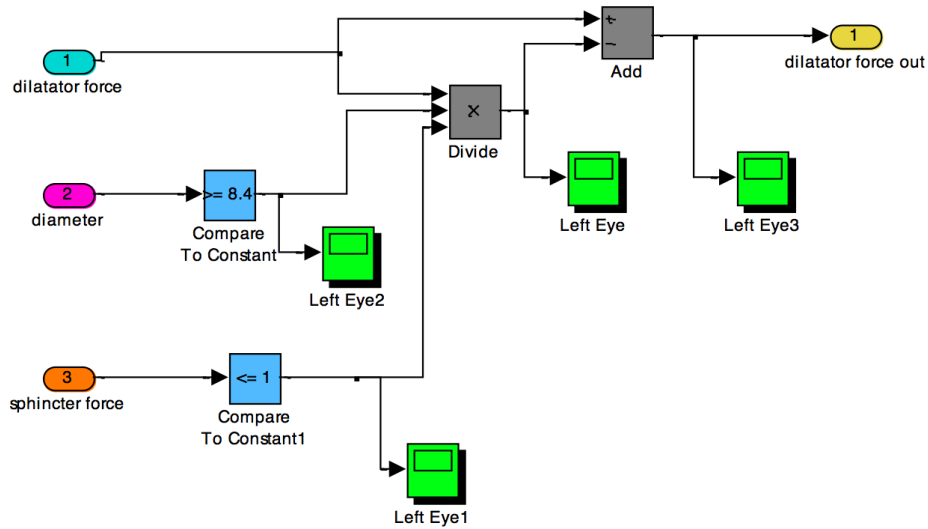 1
dilatator force
+
−
Add
1
dilatator force out
×
Divide
2
diameter
>= 8.4
Compare
To Constant
Left Eye2
Left Eye
Left Eye3
3
sphincter force
<= 1
Compare
To Constant1
Left Eye1